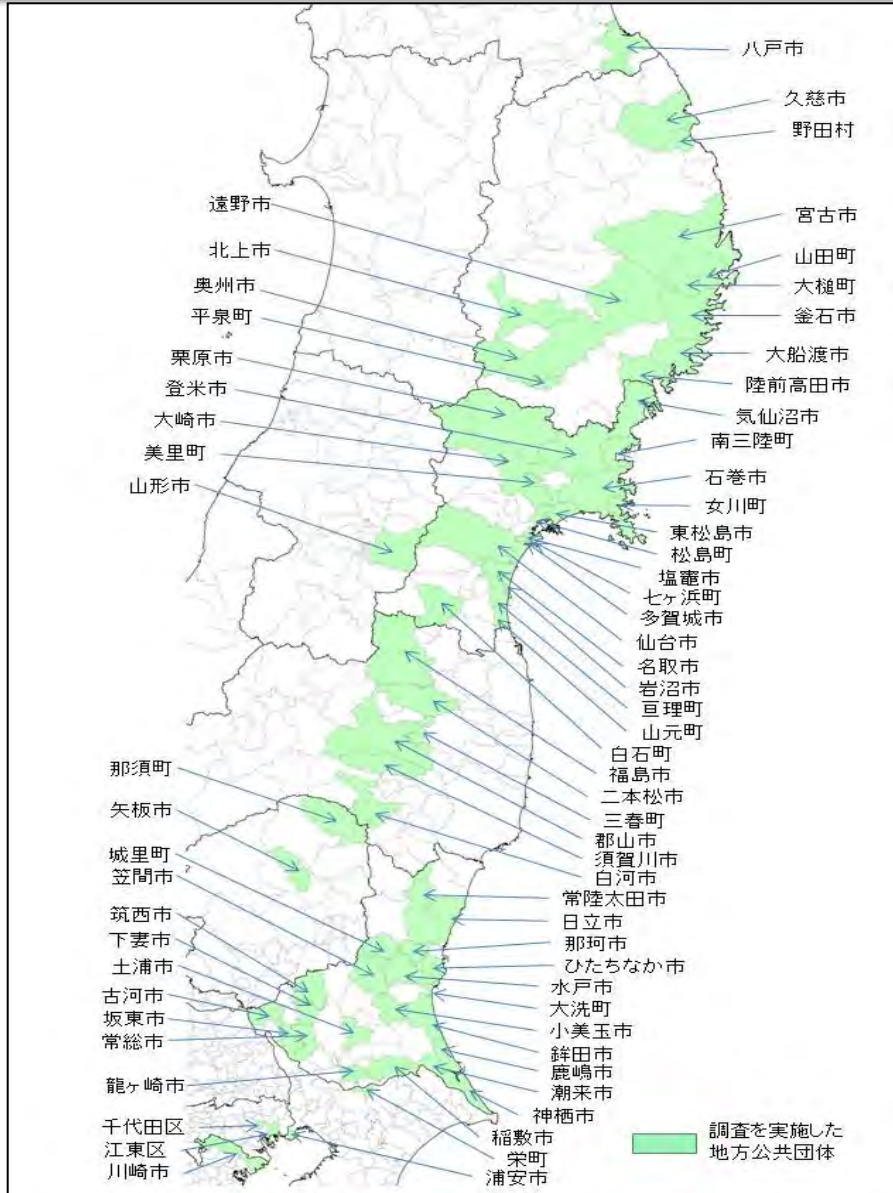 八戸市
久慈市
野田村
宮古市
山田町
大槌町
釜石市
大船渡市
陸前高田市
気仙沼市
南三陸町
石巻市
女川町
東松島市
松島町
塩竈市
七ヶ浜町
多賀城市
仙台市
名取市
岩沼市
亘理町
山元町
白石町
福島市
二本松市
三春町
郡山市
須賀川市
白河市
常陸太田市
日立市
那珂市
ひたちなか市
水戸市
大洗町
小美玉市
鉾田市
鹿嶋市
潮来市
神栖市
稲敷市
栄町
浦安市
遠野市
北上市
奥州市
平泉町
栗原市
登米市
大崎市
美里町
山形市
那須町
矢板市
城里町
笠間市
筑西市
下妻市
土浦市
古河市
坂東市
常総市
龍ヶ崎市
千代田区
江東区
川崎市
調査を実施した
地方公共団体